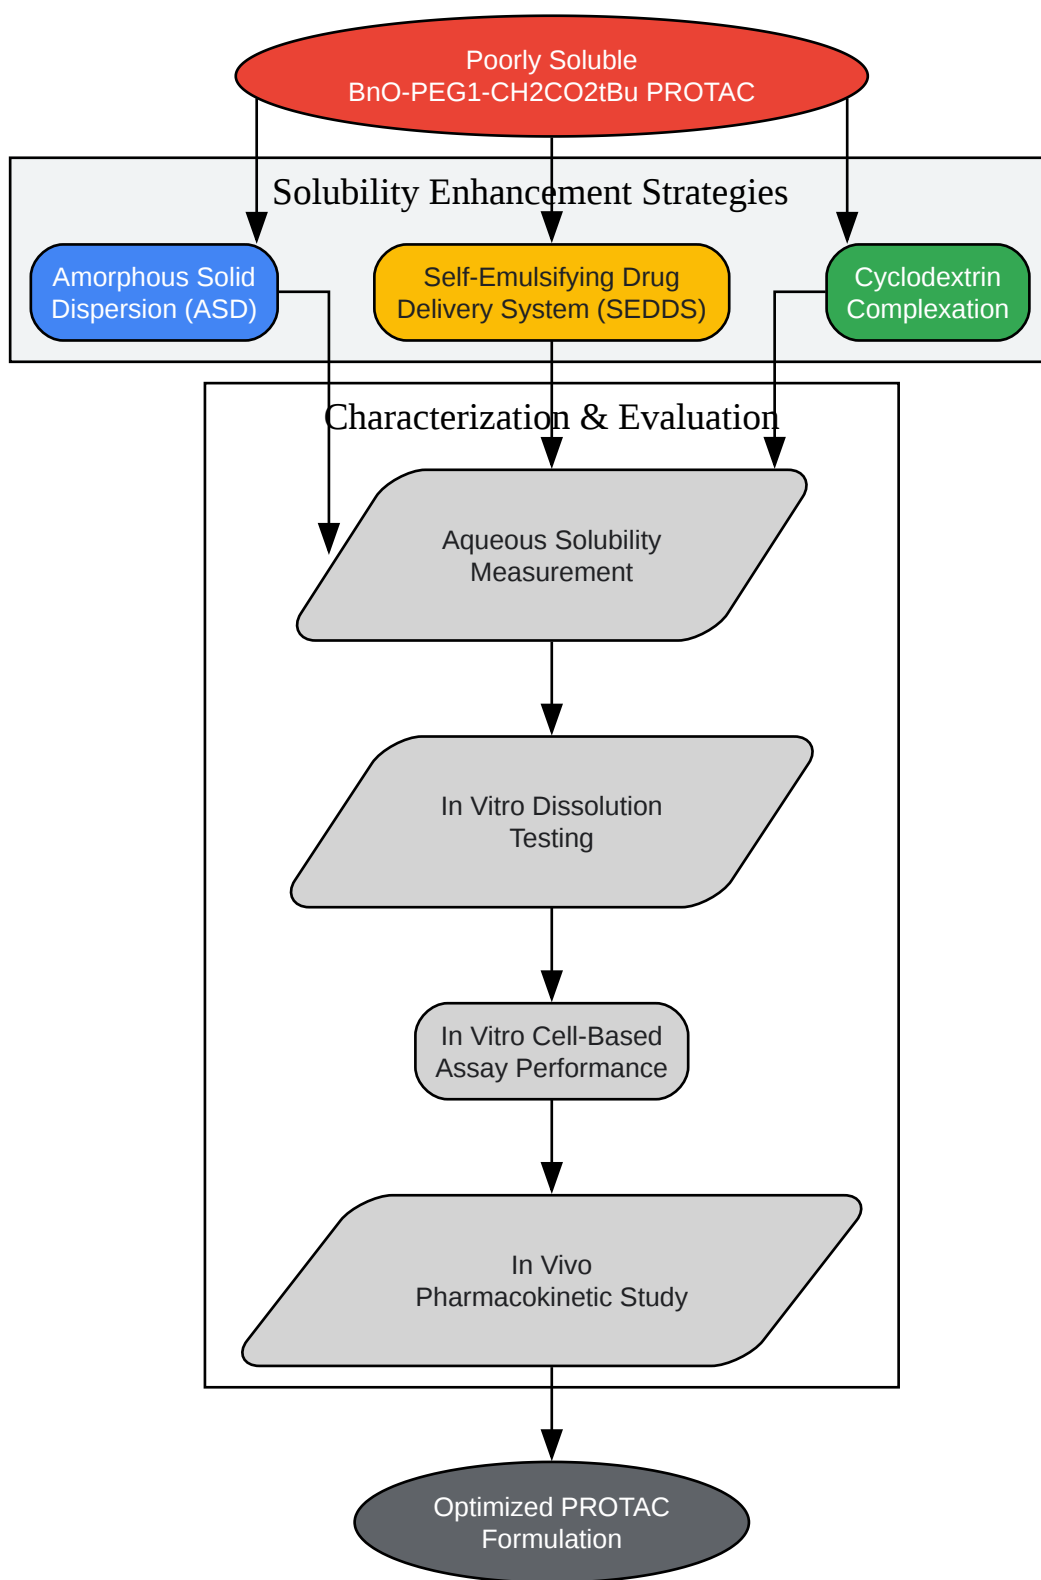 Poorly Soluble
BnO-PEG1-CH2CO2tBu PROTAC
Solubility Enhancement Strategies
Amorphous Solid
Dispersion (ASD)
Self-Emulsifying Drug
Delivery System (SEDDS)
Cyclodextrin
Complexation
Characterization & Evaluation
Aqueous Solubility
Measurement
In Vitro Dissolution
Testing
In Vitro Cell-Based
Assay Performance
In Vivo
Pharmacokinetic Study
Optimized PROTAC
Formulation